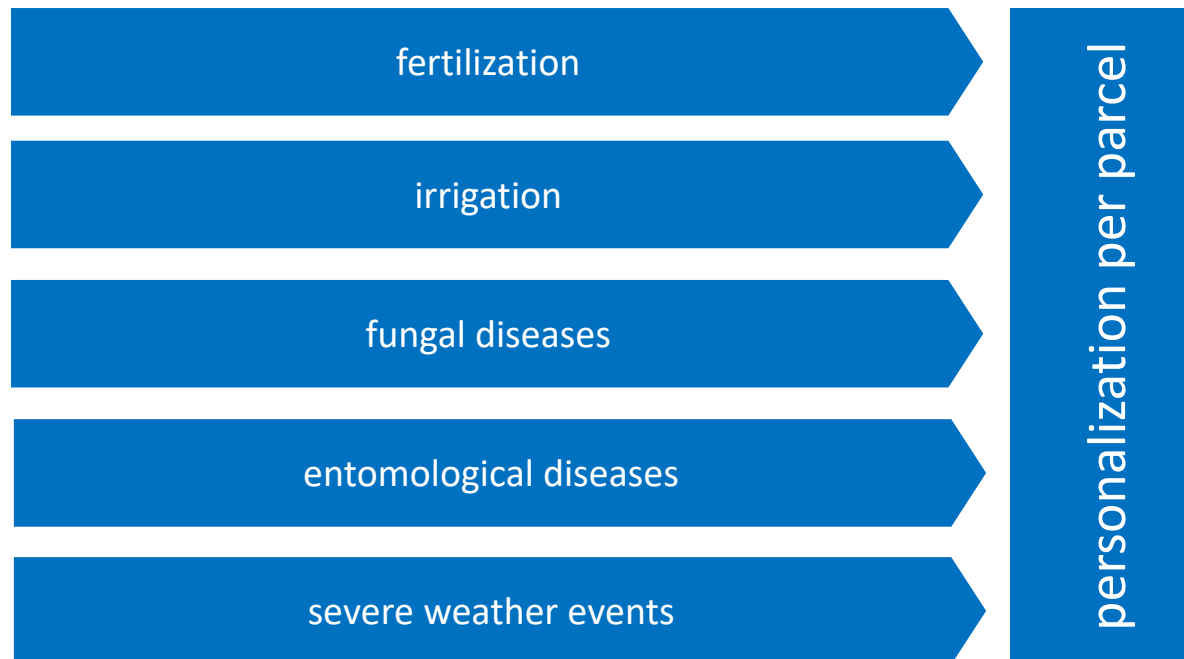 fertilization
irrigation
fungal diseases
entomological diseases
severe weather events
personalization per parcel